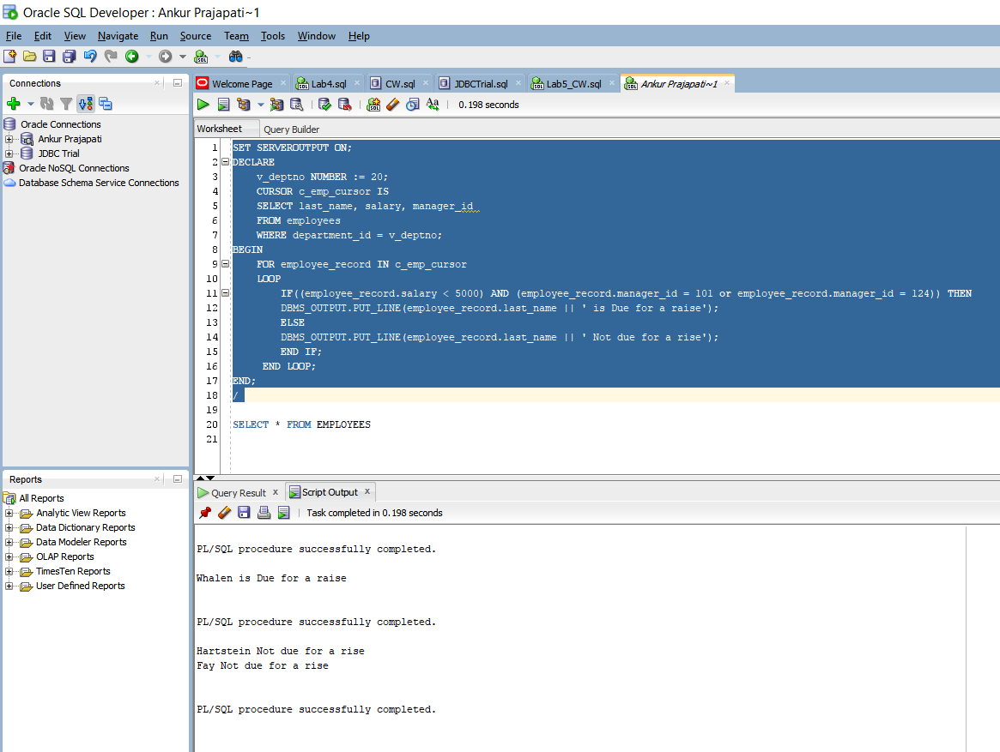 Oracle SQL Developer : Ankur Prajapati~1
File Edit View Navigate Run Source Team Tools Window Help
Connections
Oracle Connections
Ankur Prajapati
JDBC Trial
Oracle NoSQL Connections
Database Schema Service Connections
Reports
All Reports
Analytic View Reports
Data Dictionary Reports
Data Modeler Reports
OLAP Reports
TimesTen Reports
User Defined Reports
Welcome Page Lab4.sql CW.sql JDBCTrial.sql Lab5_CW.sql Ankur Prajapati~1
0.198 seconds
Worksheet Query Builder
1 SET SERVEROUTPUT ON;
2 DECLARE
3 v_deptno NUMBER := 20;
4 CURSOR c_emp_cursor IS
5 SELECT last_name, salary, manager_id
6 FROM employees
7 WHERE department_id = v_deptno;
8 BEGIN
9 FOR employee_record IN c_emp_cursor
10 LOOP
11 IF((employee_record.salary < 5000) AND (employee_record.manager_id = 101 or employee_record.manager_id = 124)) THEN
12 DBMS_OUTPUT.PUT_LINE(employee_record.last_name || ' is Due for a raise');
13 ELSE
14 DBMS_OUTPUT.PUT_LINE(employee_record.last_name || ' Not due for a rise');
15 END IF;
16 END LOOP;
17 END;
18 /
19
20 SELECT * FROM EMPLOYEES
21
Query Result x Script Output x
Task completed in 0.198 seconds
PL/SQL procedure successfully completed.
Whalen is Due for a raise
PL/SQL procedure successfully completed.
Hartstein Not due for a rise
Fay Not due for a rise
PL/SQL procedure successfully completed.